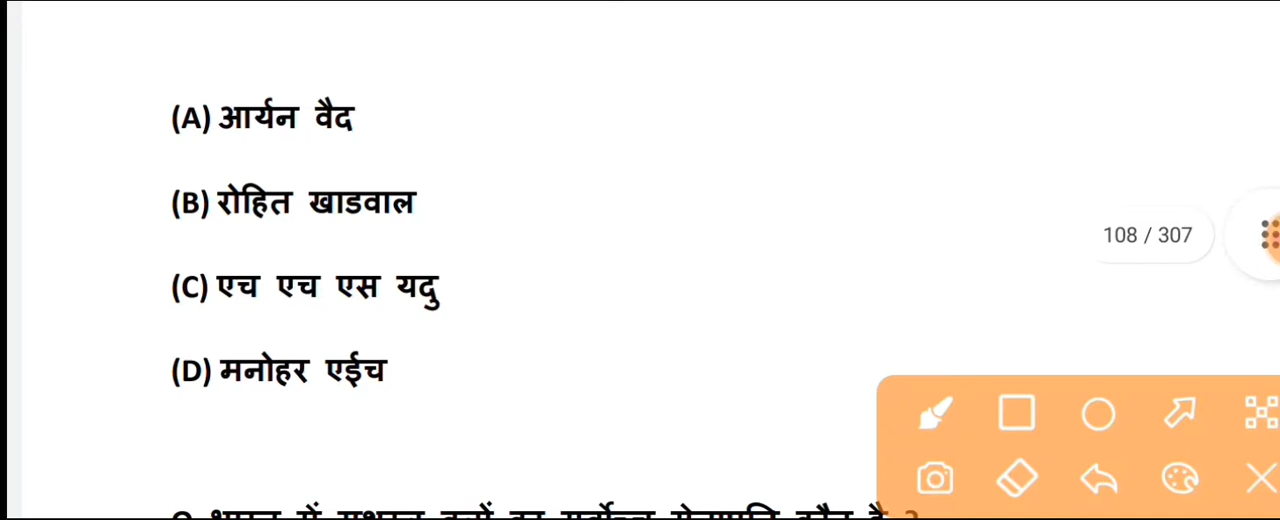 (A) आर्यन वैद
(B) रोहित खाडवाल
108 / 307
(C) एच एच एस यदु
(D) मनोहर एईच